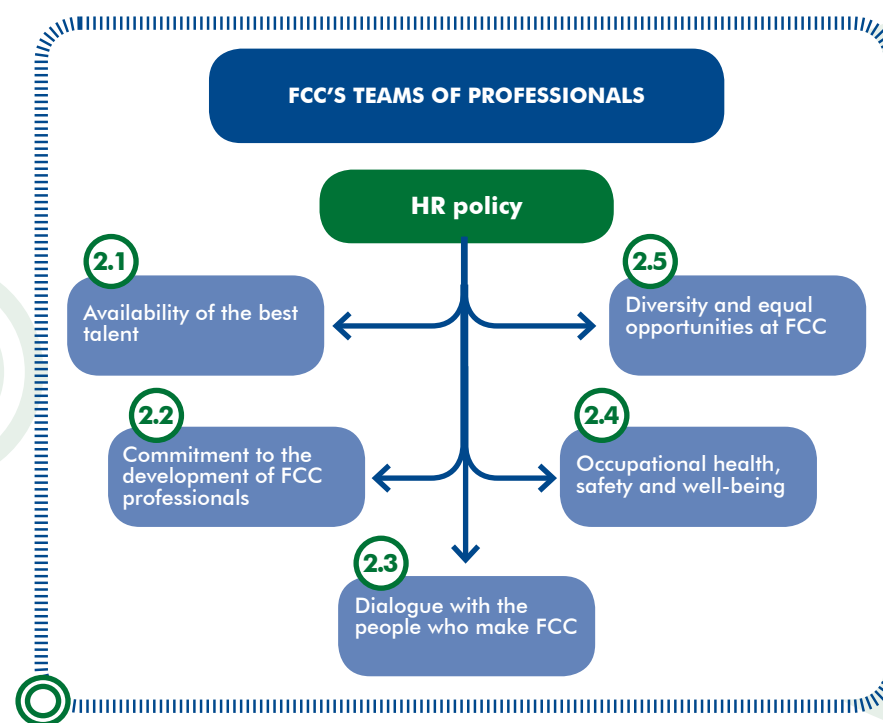 FCC'S TEAMS OF PROFESSIONALS
HR policy
2.1
Availability of the best
talent
2.5
Diversity and equal
opportunities at FCC
2.2
Commitment to the
development of FCC
professionals
2.4
Occupational health,
safety and well-being
2.3
Dialogue with the
people who make FCC